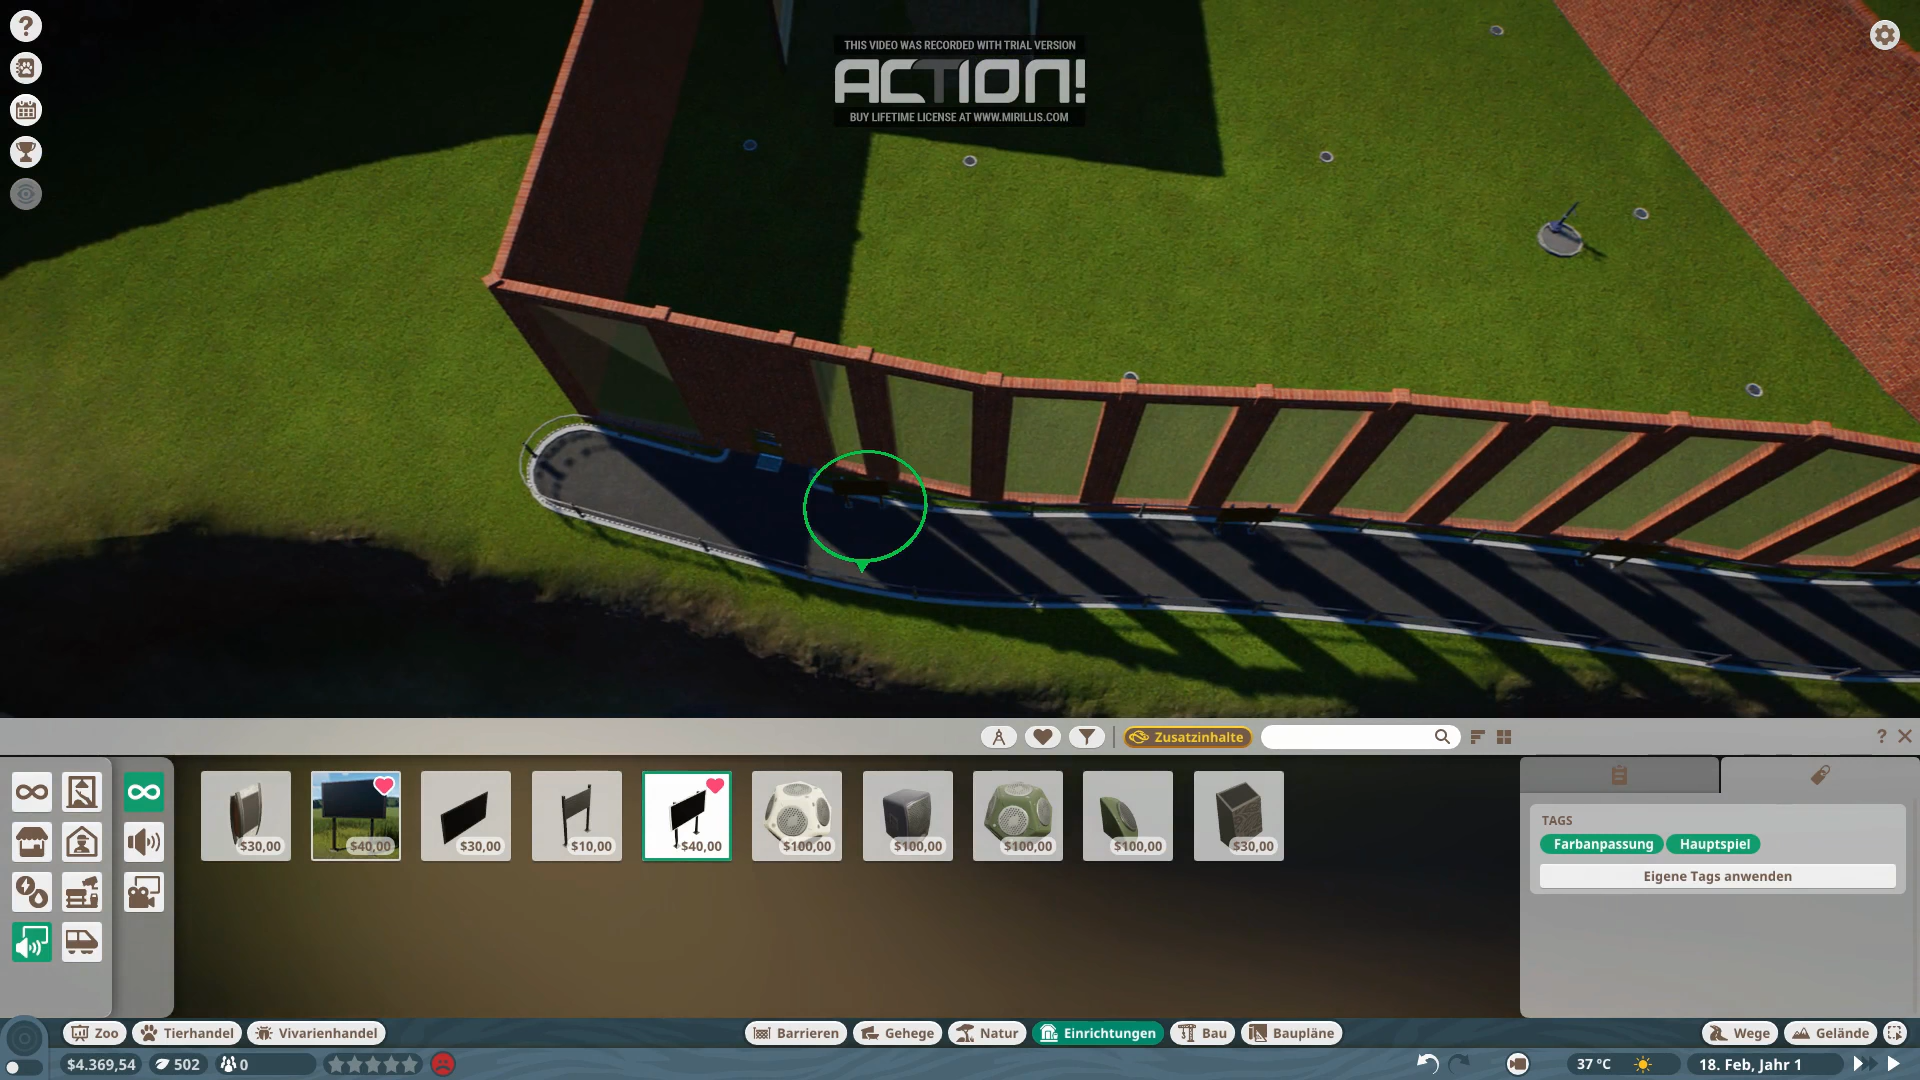 THIS VIDEO WAS RECORDED WITH TRIAL VERSION
ACTION!
BUY LIFETIME LICENSE AT WWW.MIRILLIS.COM
Zusatzinhalte
?
?
$30,00
$40,00
$30,00
$10,00
$40,00
$100,00
$100,00
$100,00
$100,00
$30,00
TAGS
Farbanpassung
Hauptspiel
Eigene Tags anwenden
Zoo
Tierhandel
Vivarienhandel
Barrieren
Gehege
Natur
Einrichtungen
Bau
Baupläne
Wege
Gelände
$4.369,54
502
0
37 °C
18. Feb, Jahr 1